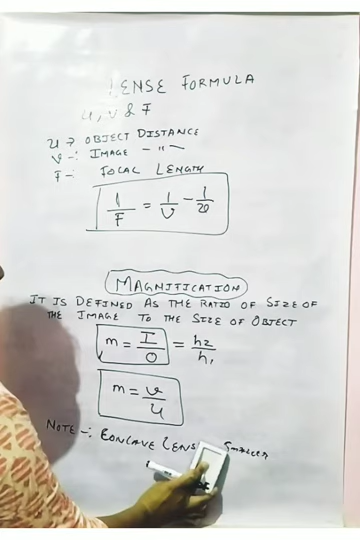 LENSE FORMULA
u, v & F
u → OBJECT DISTANCE
v -: IMAGE - " -
F -: FOCAL LENGTH
1/F = 1/v - 1/u
MAGNIFICATION
IT IS DEFINED AS THE RATIO OF SIZE OF
THE IMAGE TO THE SIZE OF OBJECT
m = I/O = h2/h1
m = v/u
NOTE -: CONCAVE LENS SMALLER